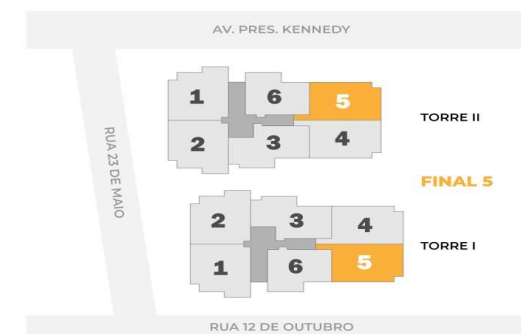 AV. PRES. KENNEDY
1 6 5
TORRE II
2 3 4
RUA 23 DE MAIO
FINAL 5
2 3 4
TORRE I
1 6 5
RUA 12 DE OUTUBRO